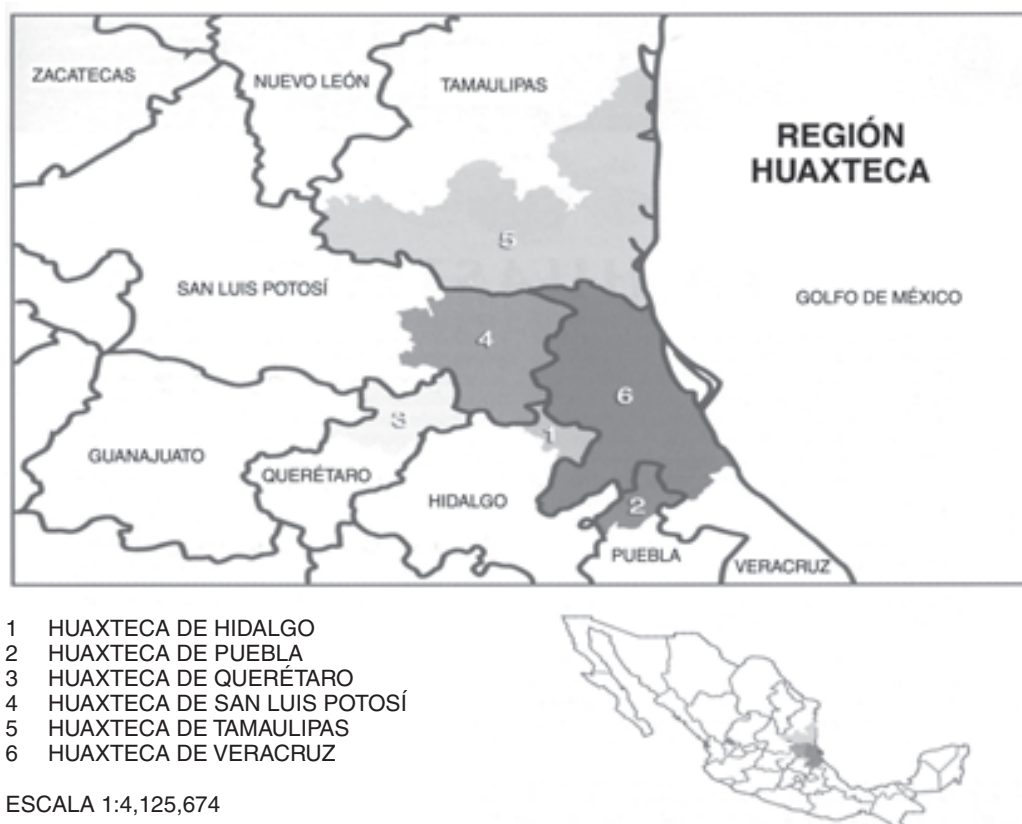 ZACATECAS
NUEVO LEÓN
TAMAULIPAS
REGIÓN
HUAXTECA
5
SAN LUIS POTOSÍ
GOLFO DE MÉXICO
4
6
3
1
GUANAJUATO
QUERÉTARO
HIDALGO
2
PUEBLA
VERACRUZ
1 HUAXTECA DE HIDALGO
2 HUAXTECA DE PUEBLA
3 HUAXTECA DE QUERÉTARO
4 HUAXTECA DE SAN LUIS POTOSÍ
5 HUAXTECA DE TAMAULIPAS
6 HUAXTECA DE VERACRUZ
ESCALA 1:4,125,674